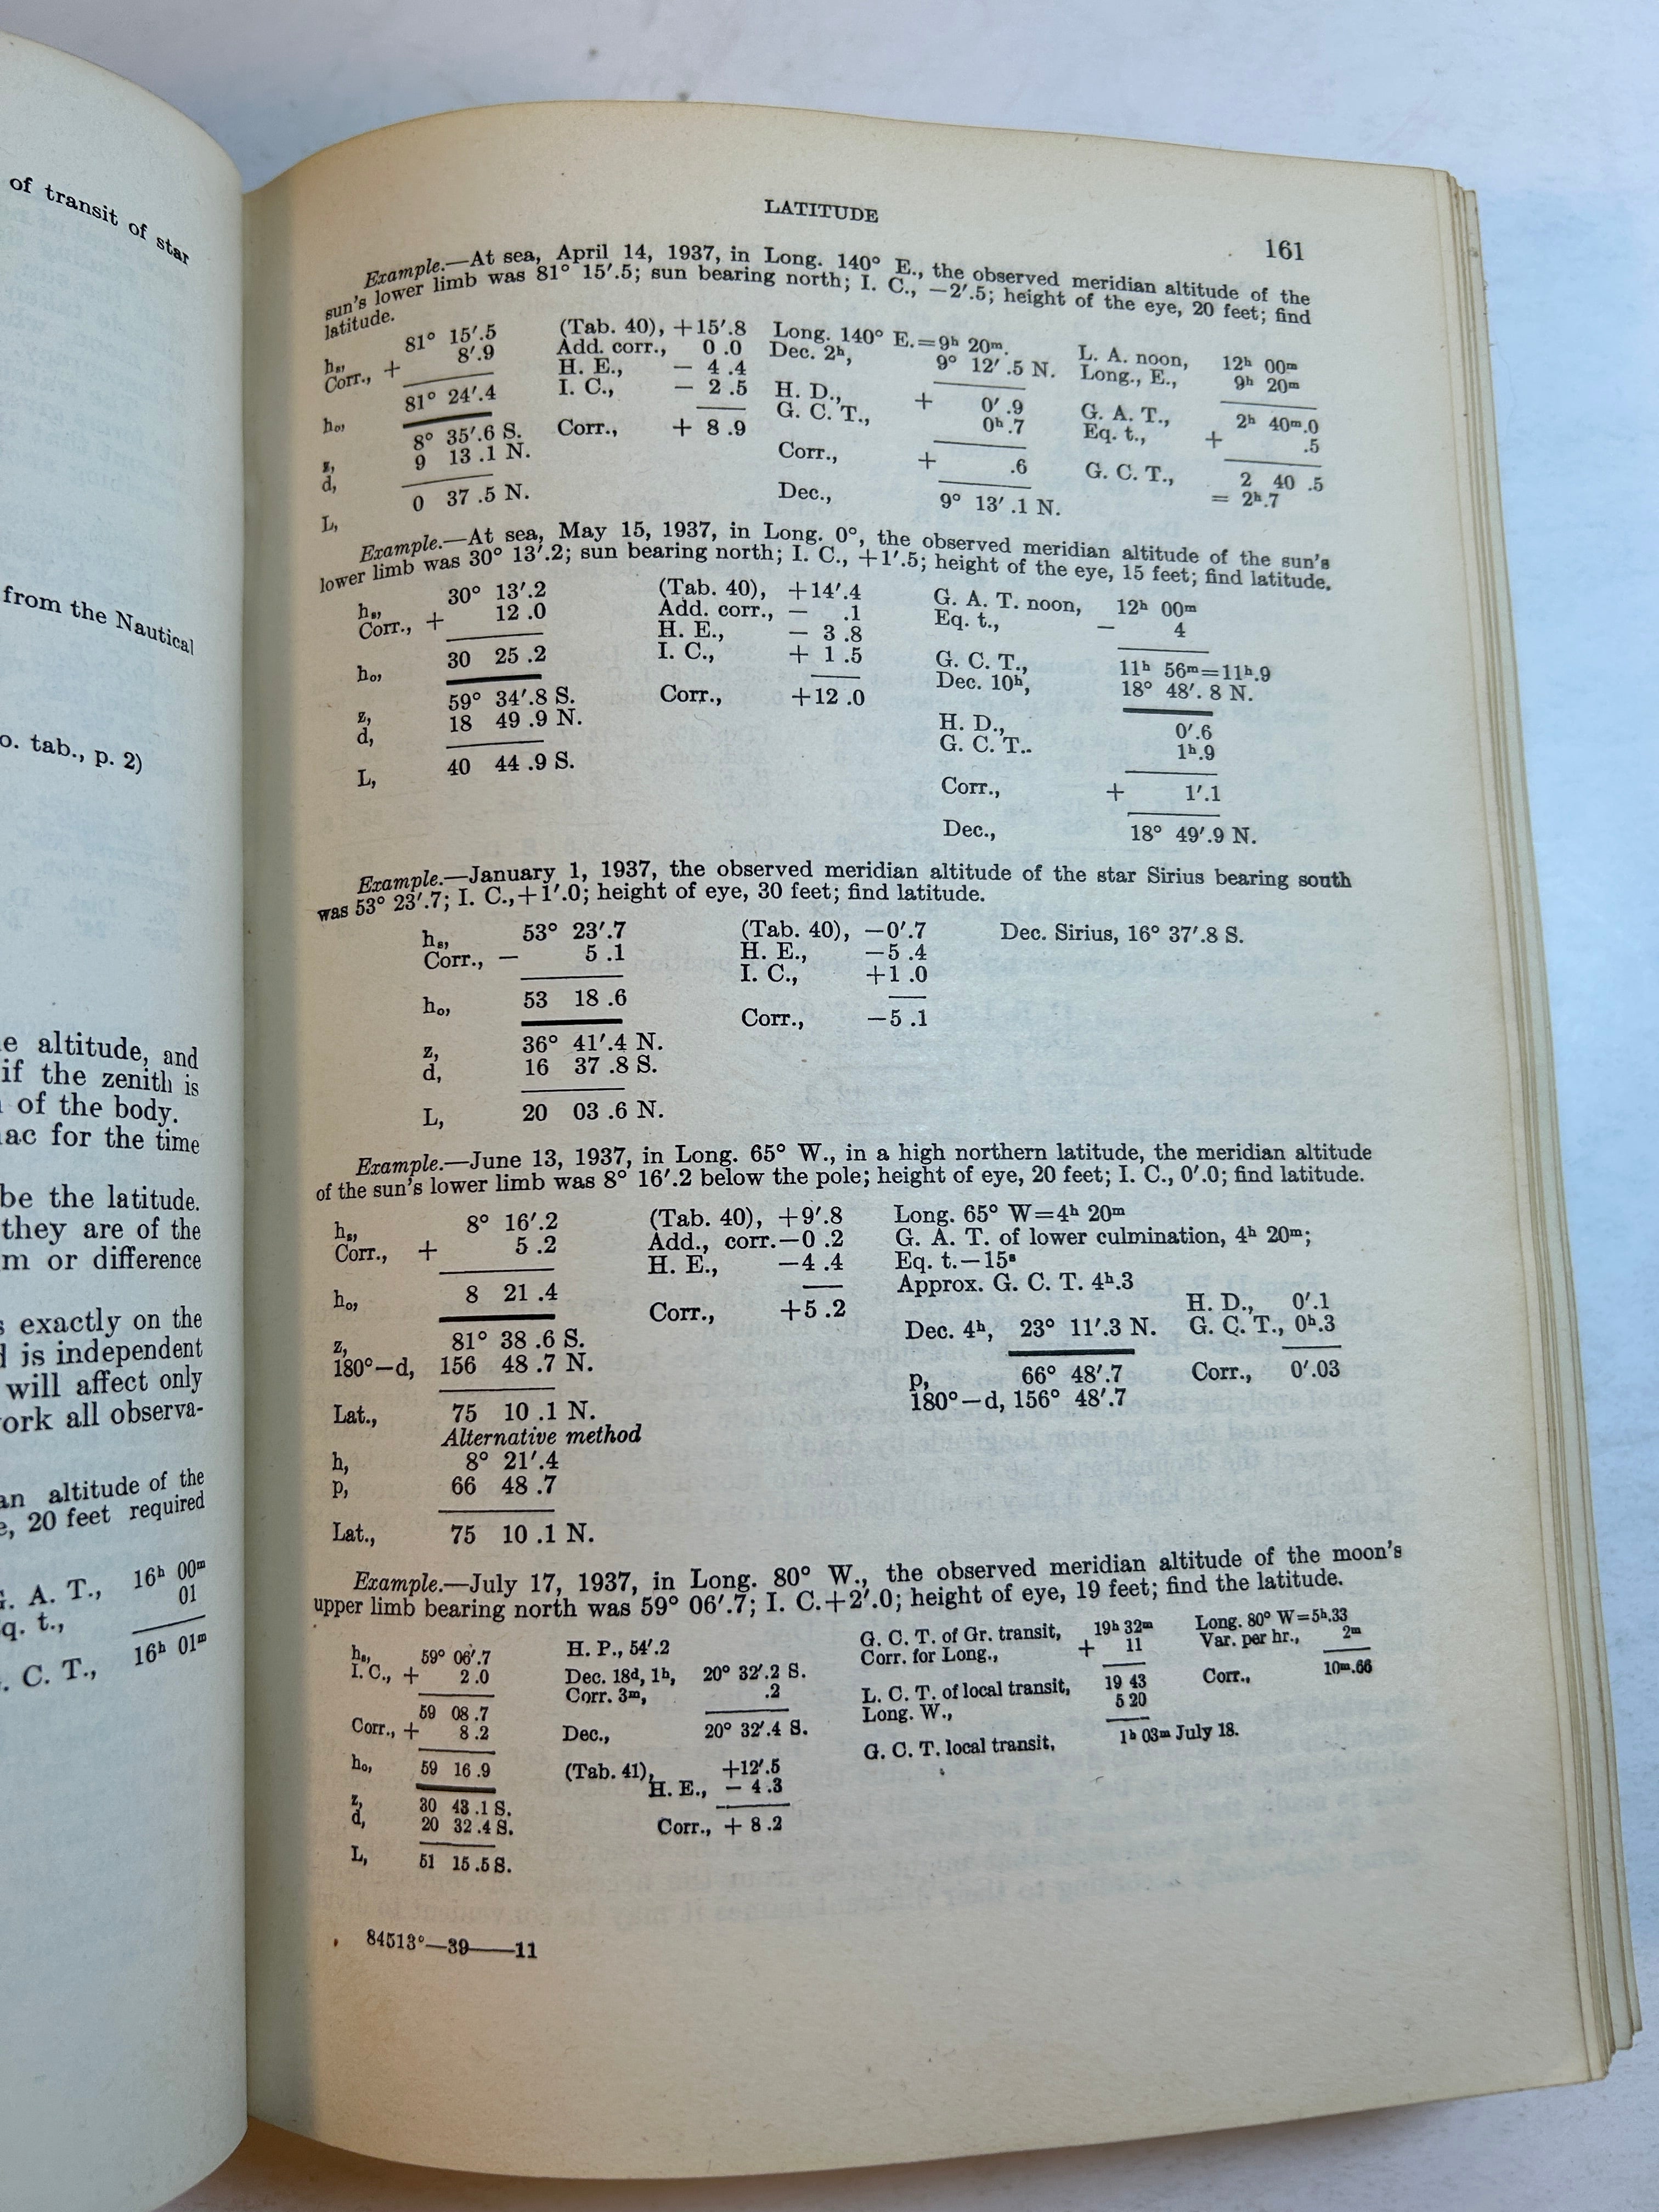 of transit of star
from the Nautical
o. tab., p. 2)
e altitude, and
if the zenith is
of the body.
ac for the time
be the latitude.
they are of the
m or difference
s exactly on the
d is independent
will affect only
ork all observa-
an altitude of the
e, 20 feet required
G. A. T., 16ʰ 00ᵐ
q. t., 01
. C. T., 16ʰ 01ᵐ
LATITUDE
161
Example.—At sea, April 14, 1937, in Long. 140° E., the observed meridian altitude of the
sun's lower limb was 81° 15′.5; sun bearing north; I. C., −2′.5; height of the eye, 20 feet; find
latitude.
hₛ, 81° 15′.5 (Tab. 40), +15′.8 Long. 140° E.=9ʰ 20ᵐ. L. A. noon, 12ʰ 00ᵐ
Corr., + 8′.9 Add. corr., 0 .0 Dec. 2ʰ, 9° 12′ .5 N. Long., E., 9ʰ 20ᵐ
H. E., − 4 .4
hₒ, 81° 24′.4 I. C., − 2 .5 H. D., + 0′ .9 G. A. T., 2ʰ 40ᵐ.0
G. C. T., 0ʰ .7 Eq. t., + .5
z, 8° 35′.6 S. Corr., + 8 .9
d, 9 13 .1 N. Corr., + .6 G. C. T., 2 40 .5
= 2ʰ.7
L, 0 37 .5 N. Dec., 9° 13′ .1 N.
Example.—At sea, May 15, 1937, in Long. 0°, the observed meridian altitude of the sun's
lower limb was 30° 13′.2; sun bearing north; I. C., +1′.5; height of the eye, 15 feet; find latitude.
hₛ, 30° 13′.2 (Tab. 40), +14′.4 G. A. T. noon, 12ʰ 00ᵐ
Corr., + 12 .0 Add. corr., − .1 Eq. t., − 4
H. E., − 3 .8
hₒ, 30 25 .2 I. C., + 1 .5 G. C. T., 11ʰ 56ᵐ=11ʰ.9
Dec. 10ʰ, 18° 48′. 8 N.
z, 59° 34′.8 S. Corr., +12 .0
d, 18 49 .9 N. H. D., 0′.6
G. C. T.. 1ʰ.9
L, 40 44 .9 S.
Corr., + 1′.1
Dec., 18° 49′.9 N.
Example.—January 1, 1937, the observed meridian altitude of the star Sirius bearing south
was 53° 23′.7; I. C.,+1′.0; height of eye, 30 feet; find latitude.
hₛ, 53° 23′.7 (Tab. 40), −0′.7 Dec. Sirius, 16° 37′.8 S.
Corr., − 5 .1 H. E., −5 .4
I. C., +1 .0
hₒ, 53 18 .6
Corr., −5 .1
z, 36° 41′.4 N.
d, 16 37 .8 S.
L, 20 03 .6 N.
Example.—June 13, 1937, in Long. 65° W., in a high northern latitude, the meridian altitude
of the sun's lower limb was 8° 16′.2 below the pole; height of eye, 20 feet; I. C., 0′.0; find latitude.
hₛ, 8° 16′.2 (Tab. 40), +9′.8 Long. 65° W=4ʰ 20ᵐ
Corr., + 5 .2 Add., corr.−0 .2 G. A. T. of lower culmination, 4ʰ 20ᵐ;
H. E., −4 .4 Eq. t.−15ˢ
hₒ, 8 21 .4 Approx. G. C. T. 4ʰ.3
Corr., +5 .2 H. D., 0′.1
z, 81° 38 .6 S. Dec. 4ʰ, 23° 11′.3 N. G. C. T., 0ʰ.3
180°−d, 156 48 .7 N.
p, 66° 48′.7 Corr., 0′.03
Lat., 75 10 .1 N. 180°−d, 156° 48′.7
Alternative method
h, 8° 21′.4
p, 66 48 .7
Lat., 75 10 .1 N.
Example.—July 17, 1937, in Long. 80° W., the observed meridian altitude of the moon's
upper limb bearing north was 59° 06′.7; I. C.+2′.0; height of eye, 19 feet; find the latitude.
hₛ, 59° 06′.7 H. P., 54′.2 G. C. T. of Gr. transit, 19ʰ 32ᵐ Long. 80° W=5ʰ.33
I. C., + 2 .0 Dec. 18d, 1ʰ, 20° 32′.2 S. Corr. for Long., + 11 Var. per hr., 2ᵐ
Corr. 3ᵐ, .2
59 08 .7 L. C. T. of local transit, 19 43 Corr., 10ᵐ.66
Corr., + 8 .2 Dec., 20° 32′.4 S. Long. W., 5 20
hₒ, 59 16 .9 (Tab. 41), +12′.5 G. C. T. local transit, 1ʰ 03ᵐ July 18.
H. E., − 4 .3
z, 30 43 .1 S.
d, 20 32 .4 S. Corr., + 8 .2
L, 51 15 .5 S.
84513°—39——11